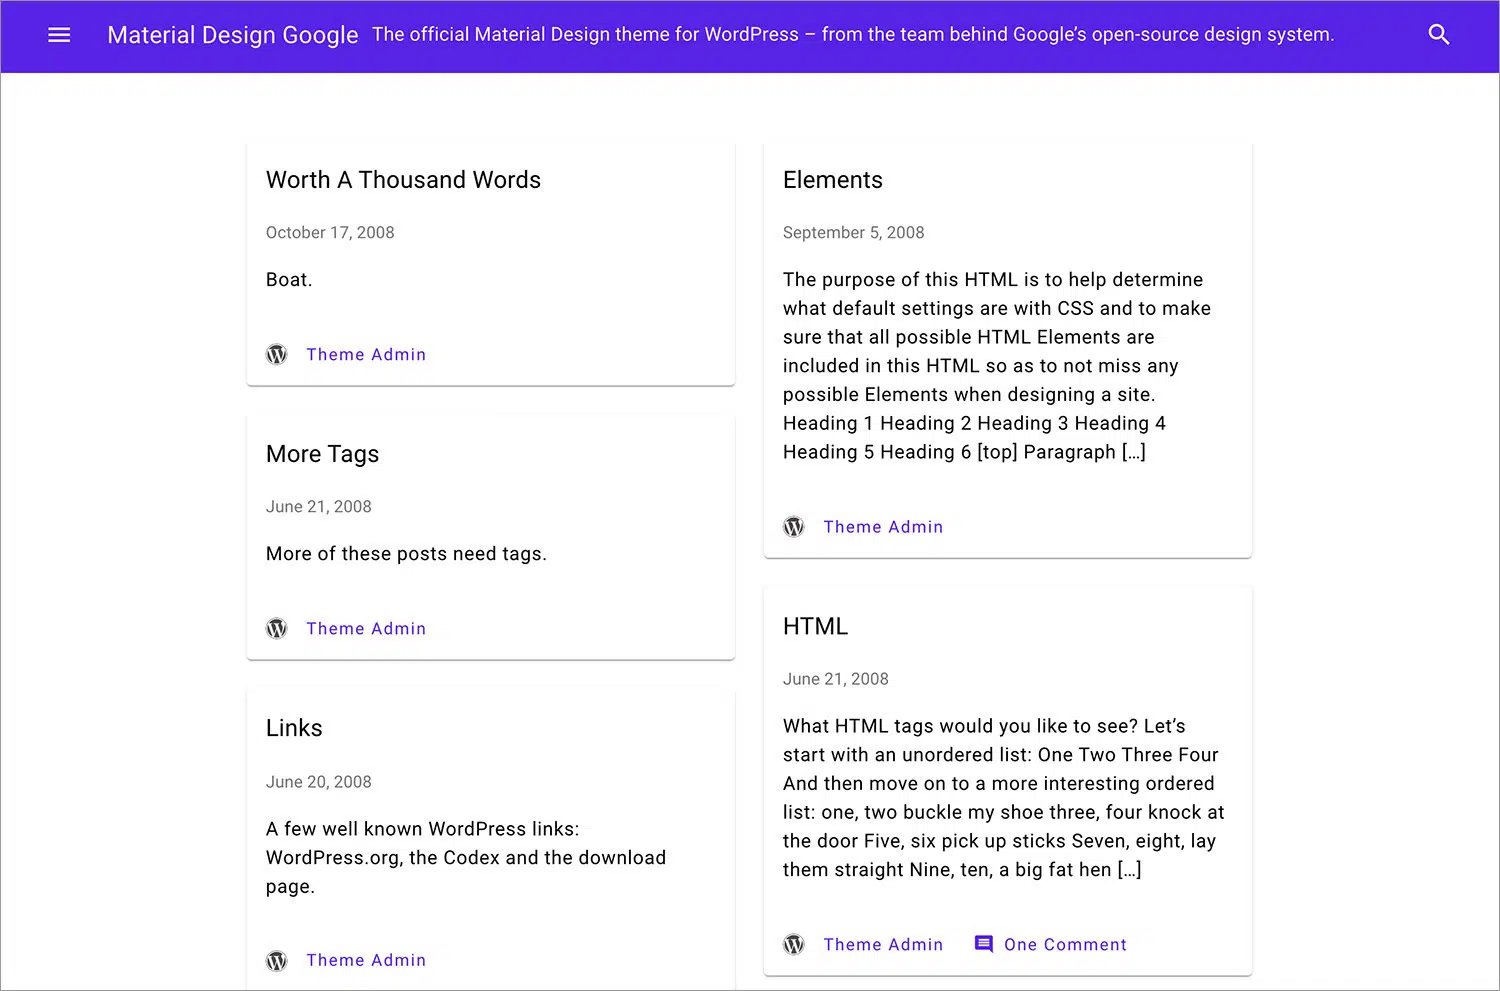 Material Design Google The official Material Design theme for WordPress – from the team behind Google’s open-source design system.
Worth A Thousand Words
October 17, 2008
Boat.
Theme Admin
More Tags
June 21, 2008
More of these posts need tags.
Theme Admin
Links
June 20, 2008
A few well known WordPress links:
WordPress.org, the Codex and the download
page.
Theme Admin
Elements
September 5, 2008
The purpose of this HTML is to help determine
what default settings are with CSS and to make
sure that all possible HTML Elements are
included in this HTML so as to not miss any
possible Elements when designing a site.
Heading 1 Heading 2 Heading 3 Heading 4
Heading 5 Heading 6 [top] Paragraph […]
Theme Admin
HTML
June 21, 2008
What HTML tags would you like to see? Let’s
start with an unordered list: One Two Three Four
And then move on to a more interesting ordered
list: one, two buckle my shoe three, four knock at
the door Five, six pick up sticks Seven, eight, lay
them straight Nine, ten, a big fat hen […]
Theme Admin One Comment